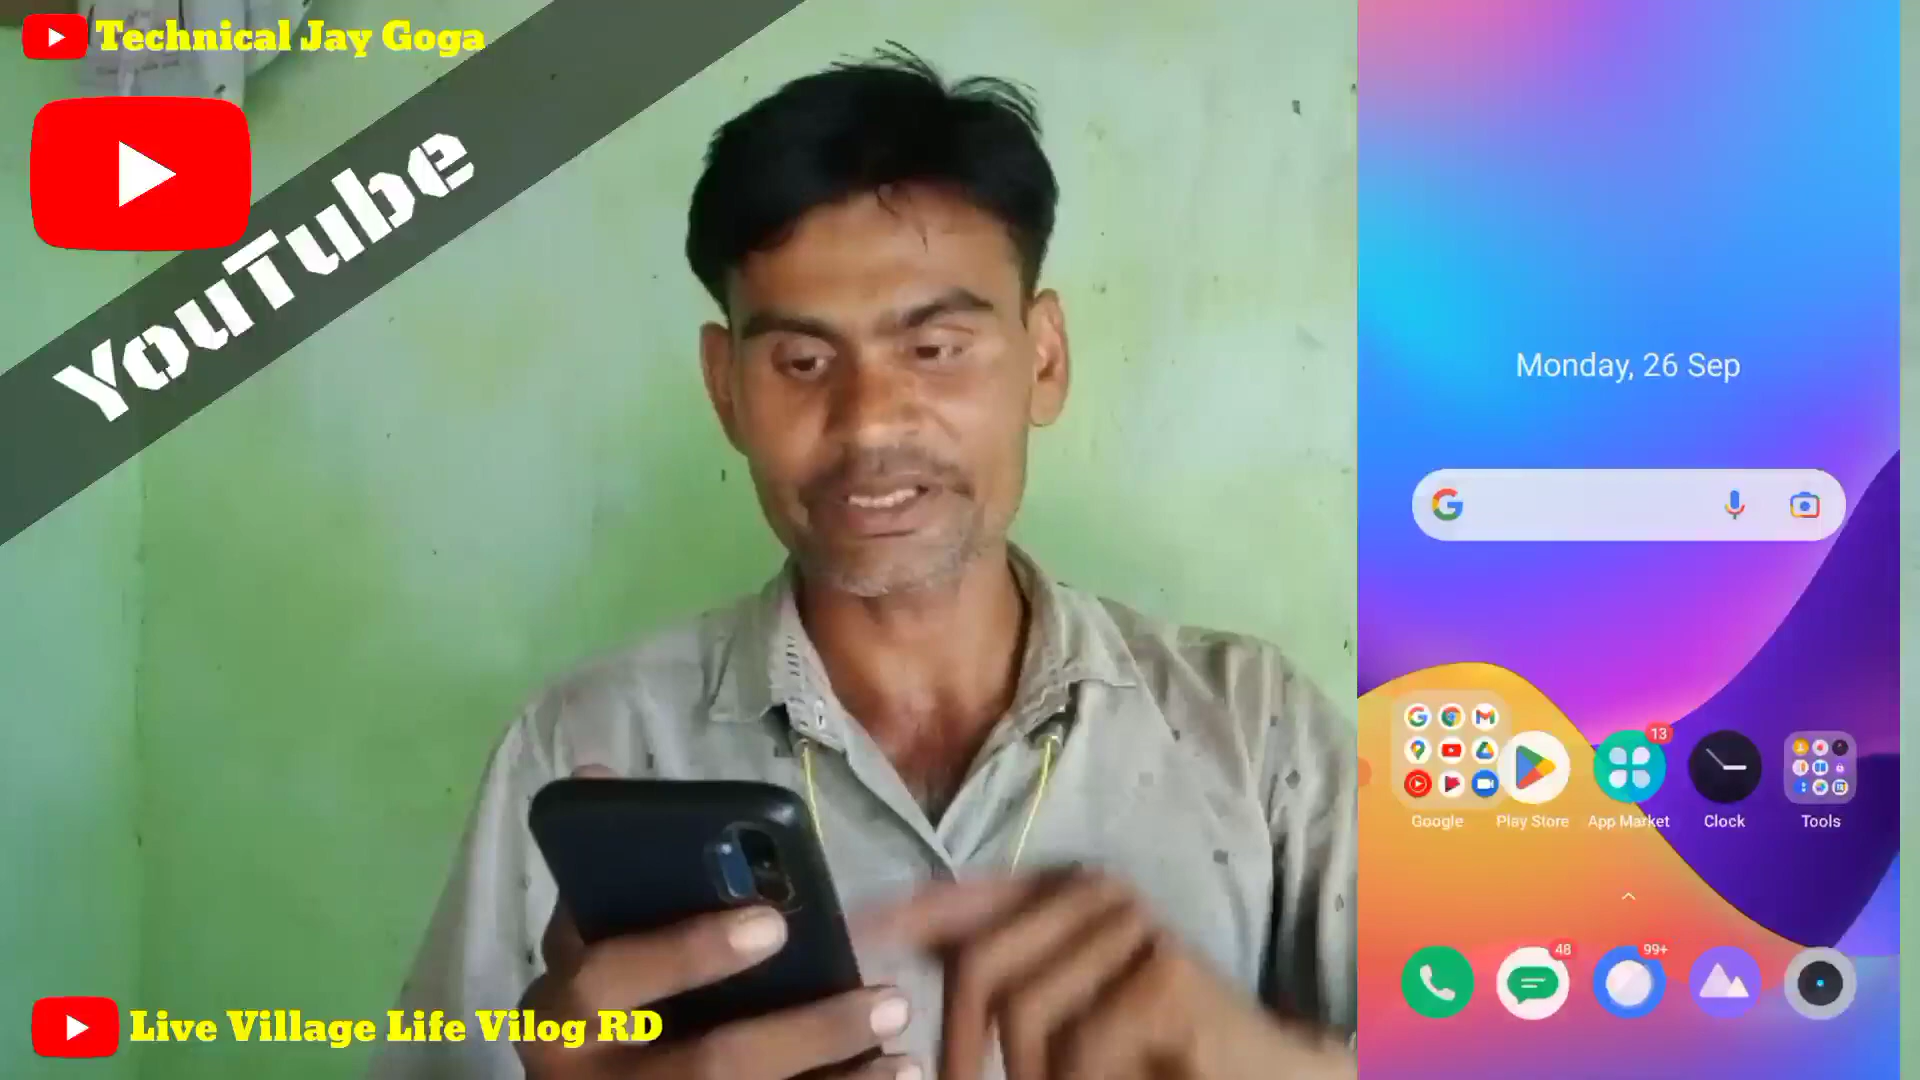 Technical Jay Goga
YouTube
Monday, 26 Sep
13
Google
Play Store
App Market
Clock
Tools
48
99+
Live Village Life Vilog RD